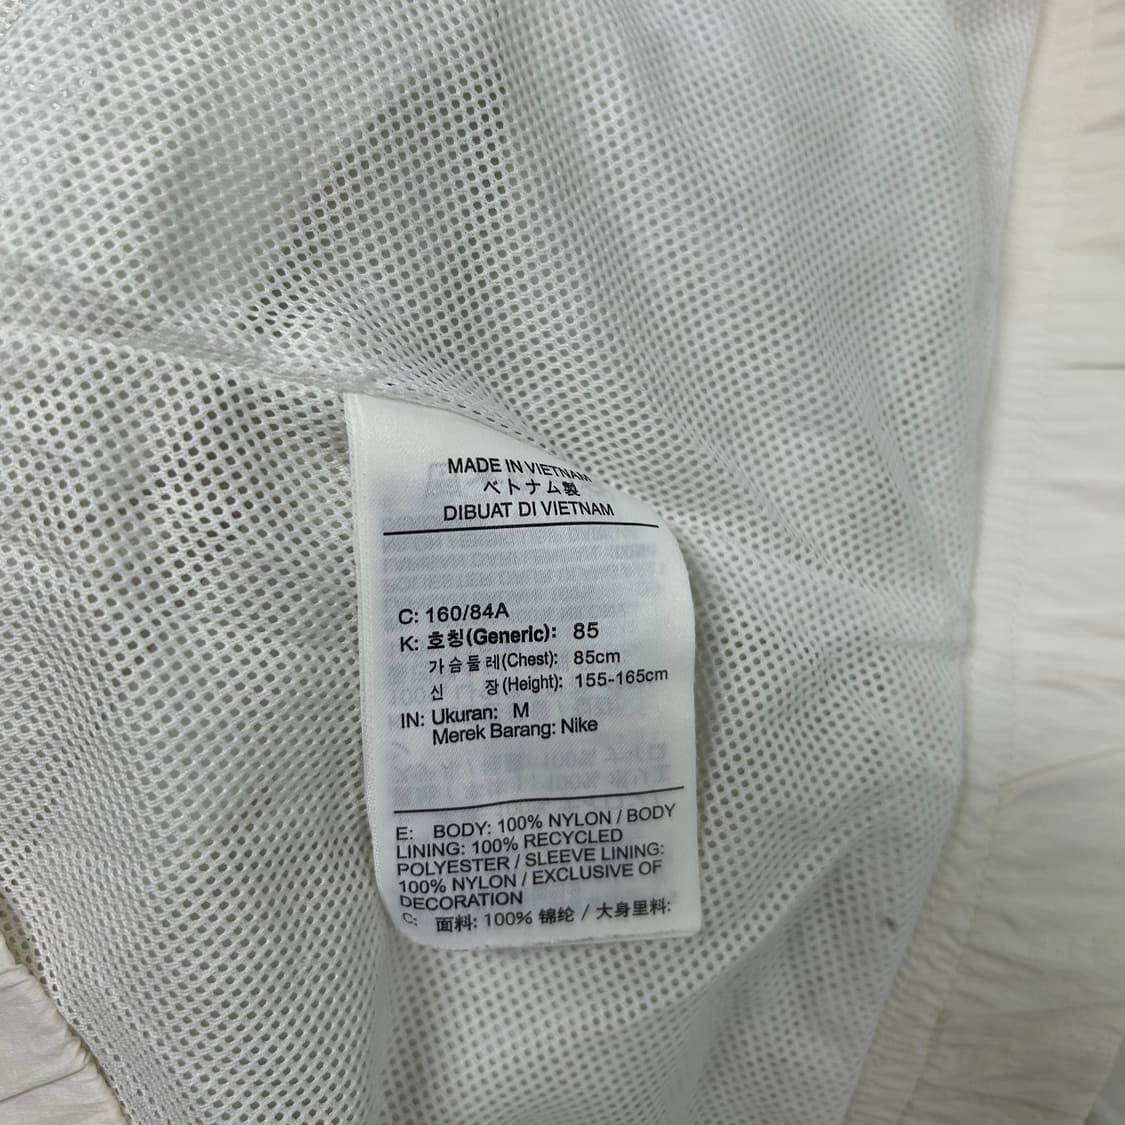 MADE IN VIETNAM
ベトナム製
DIBUAT DI VIETNAM
C: 160/84A
K: 호칭(Generic): 85
가슴둘레(Chest): 85cm
신 장(Height): 155-165cm
IN: Ukuran: M
Merek Barang: Nike
E: BODY: 100% NYLON / BODY
LINING: 100% RECYCLED
POLYESTER / SLEEVE LINING:
100% NYLON / EXCLUSIVE OF
DECORATION
C: 面料: 100% 锦纶 / 大身里料: